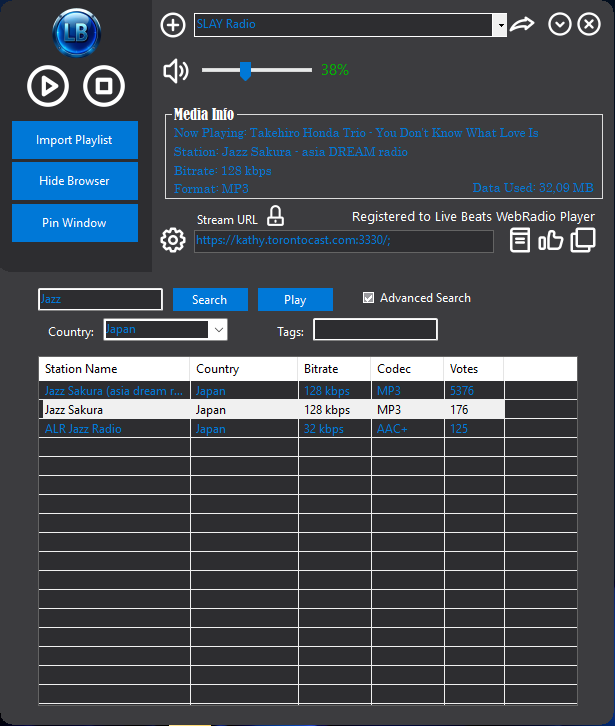 LB
SLAY Radio
38%
Import Playlist
Hide Browser
Pin Window
Media Info
Now Playing: Takehiro Honda Trio - You Don't Know What Love Is
Station: Jazz Sakura - asia DREAM radio
Bitrate: 128 kbps
Format: MP3
Data Used: 32,09 MB
Stream URL
Registered to Live Beats WebRadio Player
https://kathy.torontocast.com:3330/;
Jazz
Search
Play
Advanced Search
Country:
Japan
Tags:
Station Name Country Bitrate Codec Votes
Jazz Sakura (asia dream r... Japan 128 kbps MP3 5376
Jazz Sakura Japan 128 kbps MP3 176
ALR Jazz Radio Japan 32 kbps AAC+ 125